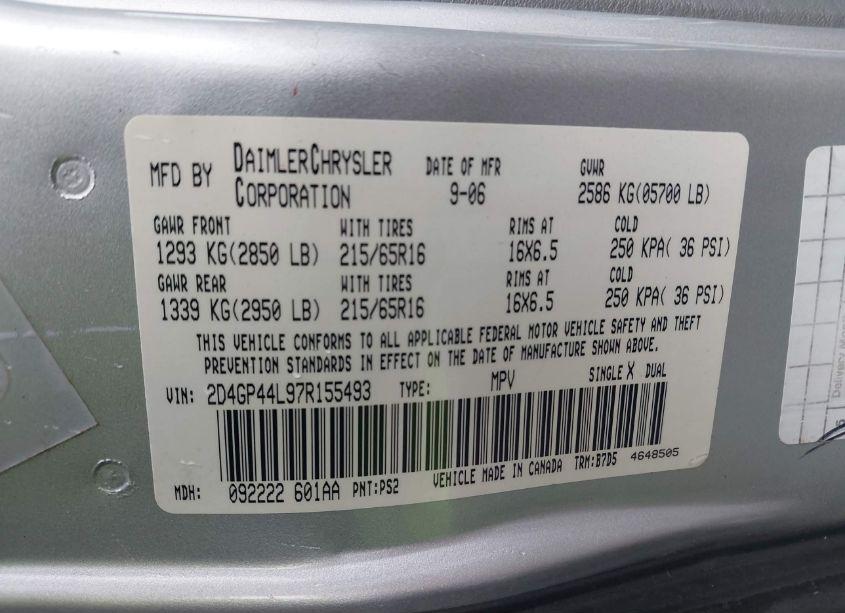 MFD BY DAIMLERCHRYSLER CORPORATION DATE OF MFR 9-06 GVWR 2586 KG(05700 LB)
GAWR FRONT WITH TIRES RIMS AT COLD
1293 KG(2850 LB) 215/65R16 16X6.5 250 KPA( 36 PSI)
GAWR REAR WITH TIRES RIMS AT COLD
1339 KG(2950 LB) 215/65R16 16X6.5 250 KPA( 36 PSI)
THIS VEHICLE CONFORMS TO ALL APPLICABLE FEDERAL MOTOR VEHICLE SAFETY AND THEFT
PREVENTION STANDARDS IN EFFECT ON THE DATE OF MANUFACTURE SHOWN ABOVE.
VIN: 2D4GP44L97R155493 TYPE: MPV SINGLE X DUAL
MDH: 092222 601AA PNT:PS2 VEHICLE MADE IN CANADA TRM:B7D5 4648505
Delivery